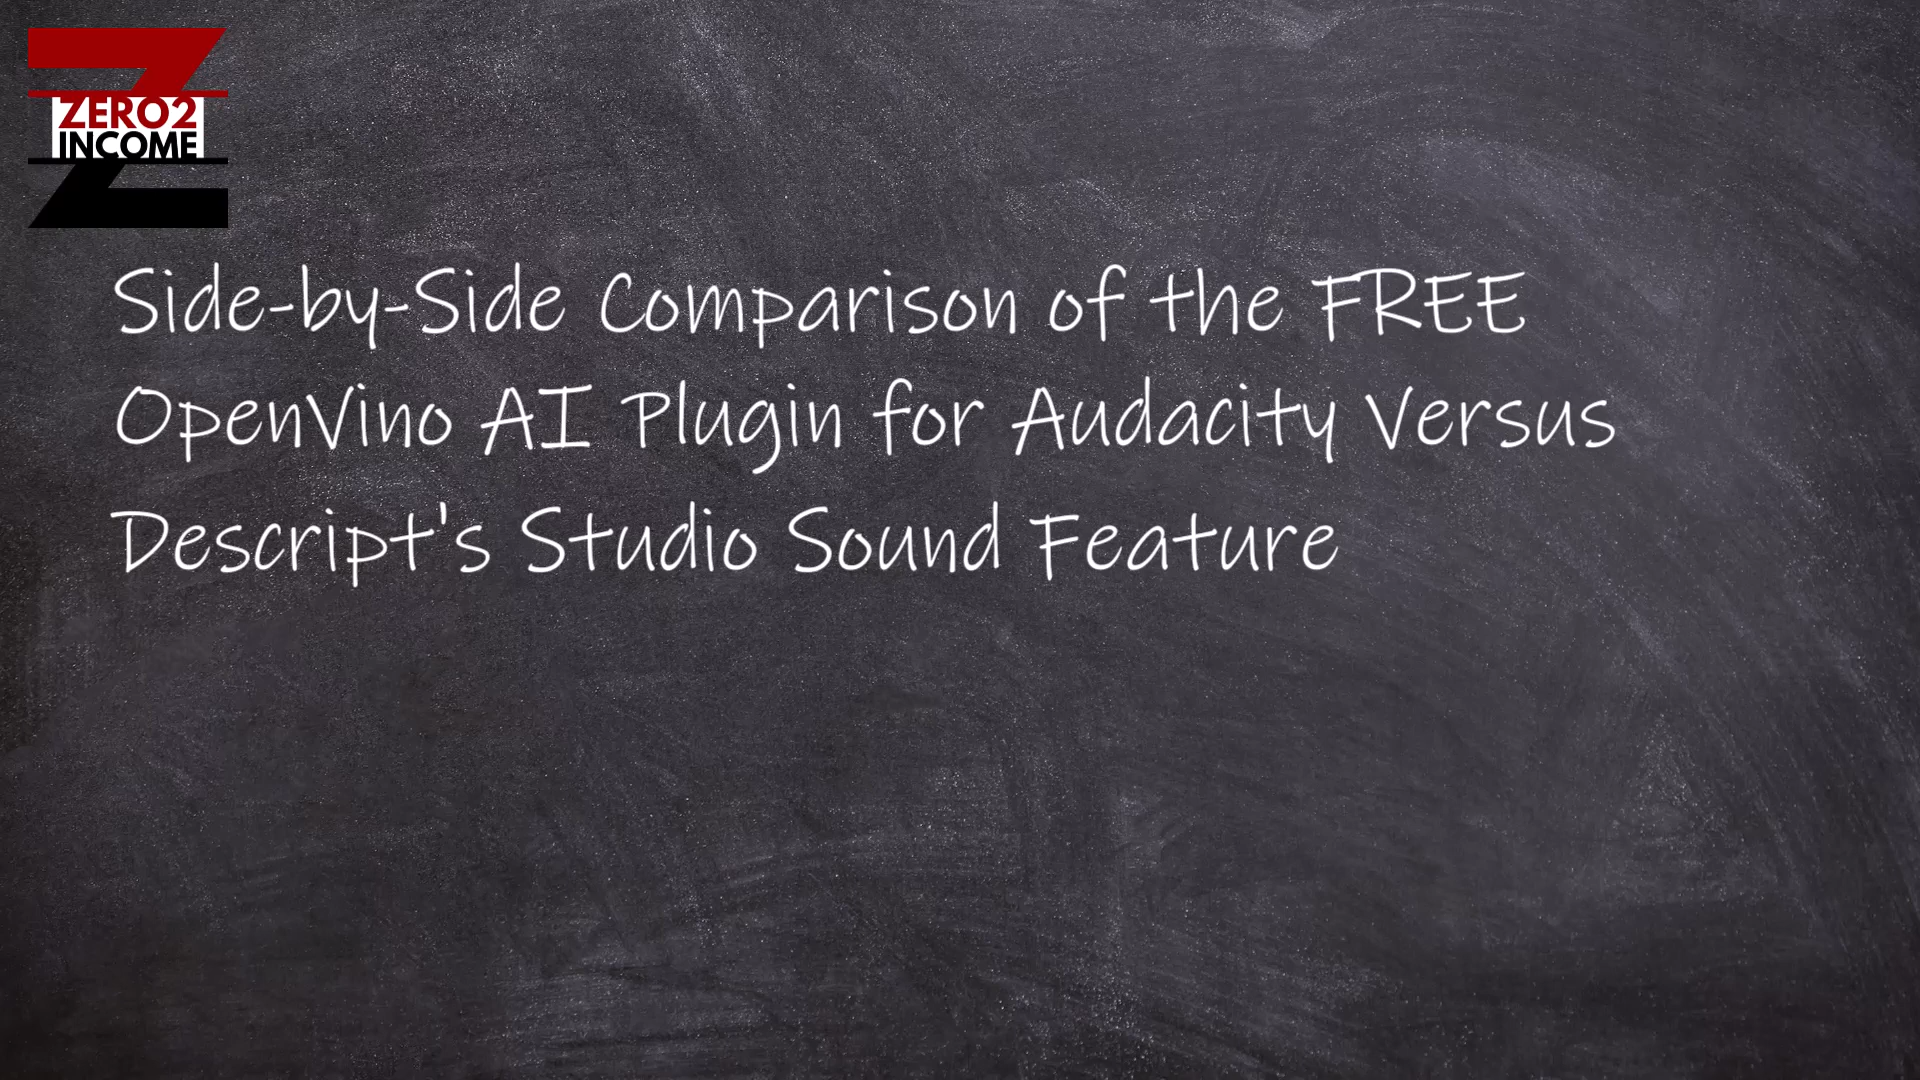 ZERO2
INCOME
Side-by-Side Comparison of the FREE
OpenVino AI Plugin for Audacity Versus
Descript's Studio Sound Feature